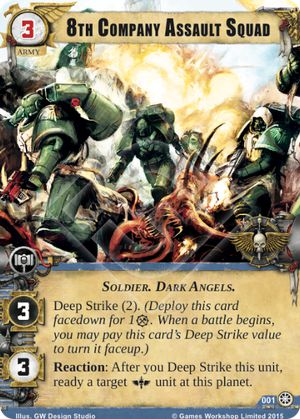 3
8th Company Assault Squad
ARMY
Soldier. Dark Angels.
3
Deep Strike (2). (Deploy this card
facedown for 1. When a battle begins,
you may pay this card's Deep Strike value
to turn it faceup.)
3
Reaction: After you Deep Strike this unit,
ready a target unit at this planet.
001
Illus. GW Design Studio
© Games Workshop Limited 2015